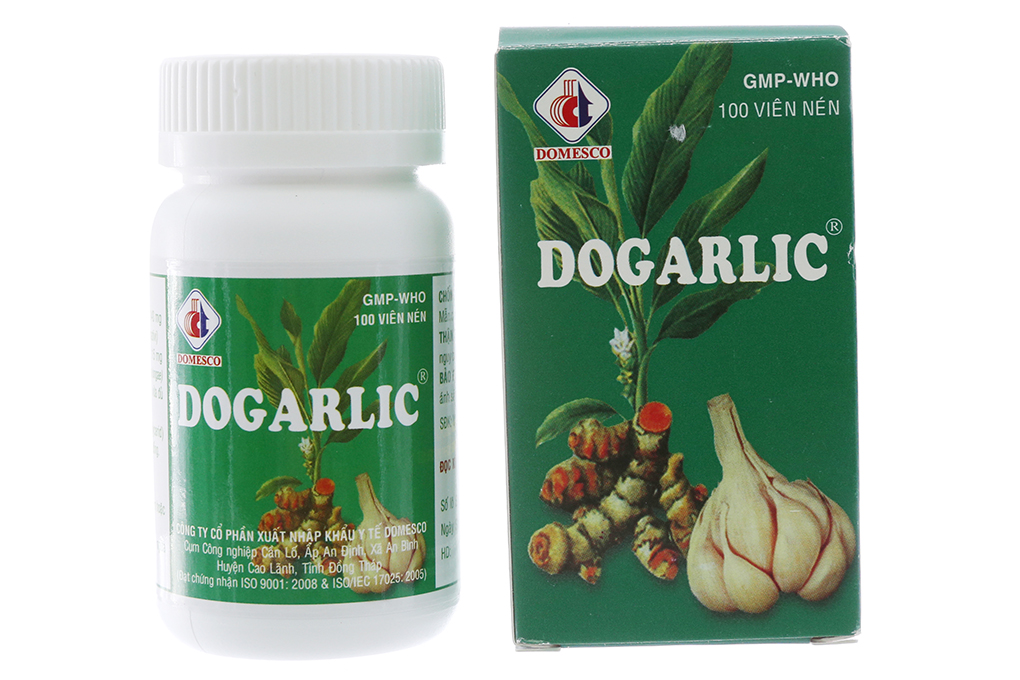 GMP-WHO
100 VIÊN NÉN
DOMESCO
DOGARLIC®
CÔNG TY CỔ PHẦN XUẤT NHẬP KHẨU Y TẾ DOMESCO
Cụm Công nghiệp Cần Lố, Ấp An Định, Xã An Bình
Huyện Cao Lãnh, Tỉnh Đồng Tháp
(Đạt chứng nhận ISO 9001: 2008 & ISO/IEC 17025: 2005)
GMP-WHO
100 VIÊN NÉN
DOMESCO
DOGARLIC®